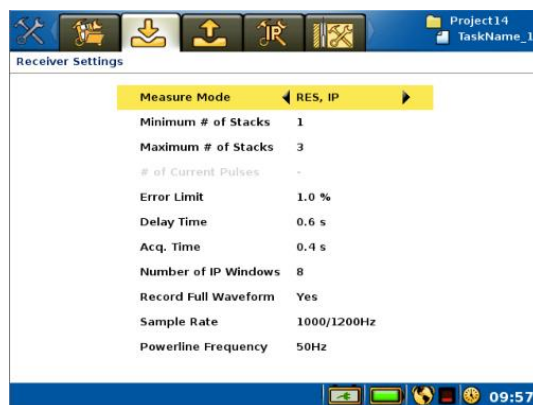 IP
Project14
TaskName_1
Receiver Settings
Measure Mode RES, IP
Minimum # of Stacks 1
Maximum # of Stacks 3
# of Current Pulses -
Error Limit 1.0 %
Delay Time 0.6 s
Acq. Time 0.4 s
Number of IP Windows 8
Record Full Waveform Yes
Sample Rate 1000/1200Hz
Powerline Frequency 50Hz
09:57